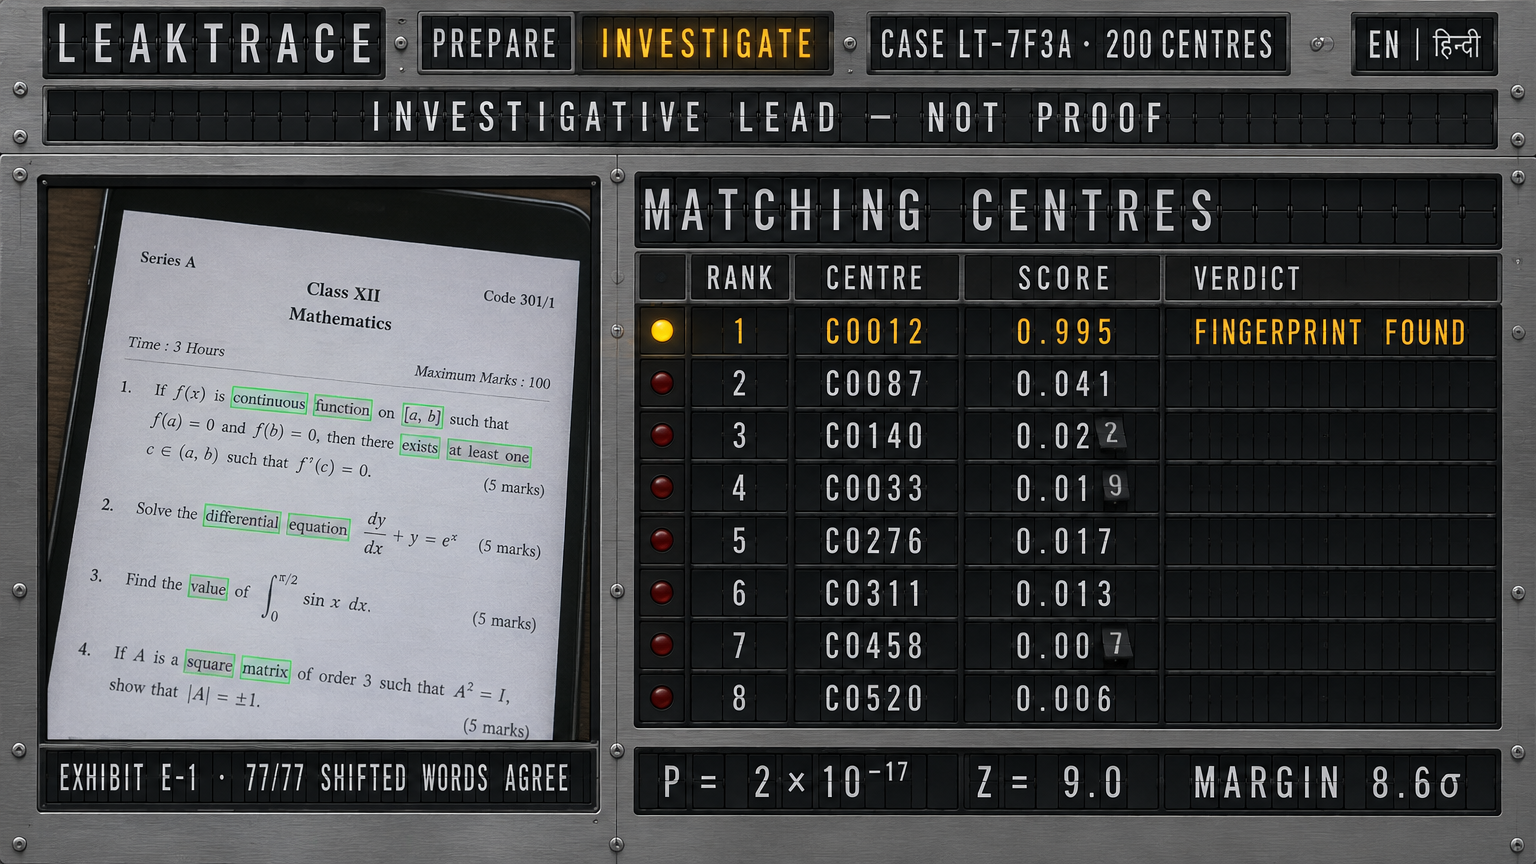 LEAKTRACE PREPARE INVESTIGATE CASE LT-7F3A · 200 CENTRES EN | हिन्दी
INVESTIGATIVE LEAD — NOT PROOF
Series A
Class XII
Code 301/1
Mathematics
Time : 3 Hours
Maximum Marks : 100
1. If f(x) is continuous function on [a, b] such that
f(a) = 0 and f(b) = 0, then there exists at least one
c ∈ (a, b) such that f’(c) = 0.
(5 marks)
2. Solve the differential equation dy/dx + y = eˣ (5 marks)
3. Find the value of ∫₀^π/2 sin x dx.
(5 marks)
4. If A is a square matrix of order 3 such that A² = I,
show that |A| = ±1.
(5 marks)
EXHIBIT E-1 · 77/77 SHIFTED WORDS AGREE
MATCHING CENTRES
RANK CENTRE SCORE VERDICT
1 C0012 0.995 FINGERPRINT FOUND
2 C0087 0.041
3 C0140 0.022
4 C0033 0.019
5 C0276 0.017
6 C0311 0.013
7 C0458 0.007
8 C0520 0.006
P = 2×10⁻¹⁷ Z = 9.0 MARGIN 8.6σ